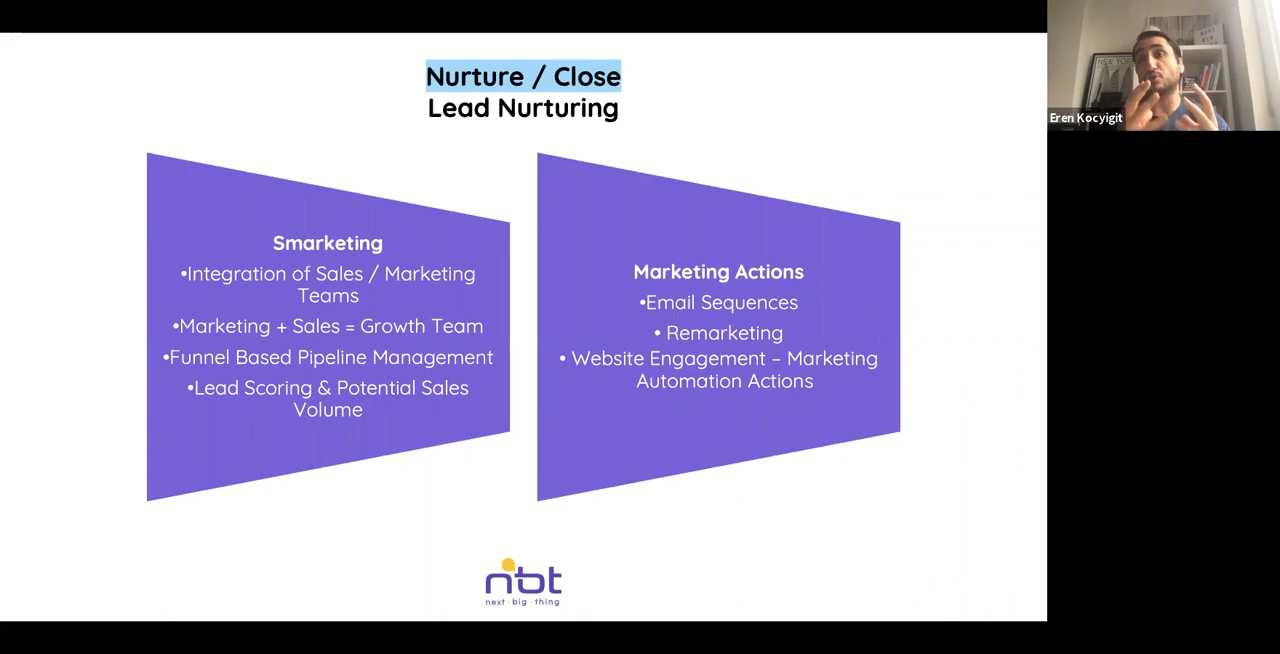 Nurture / Close
Lead Nurturing
Smarketing
•Integration of Sales / Marketing
Teams
•Marketing + Sales = Growth Team
•Funnel Based Pipeline Management
•Lead Scoring & Potential Sales
Volume
Marketing Actions
•Email Sequences
• Remarketing
• Website Engagement – Marketing
Automation Actions
nbt
next · big · thing
NEW YOR
Eren Kocyigit